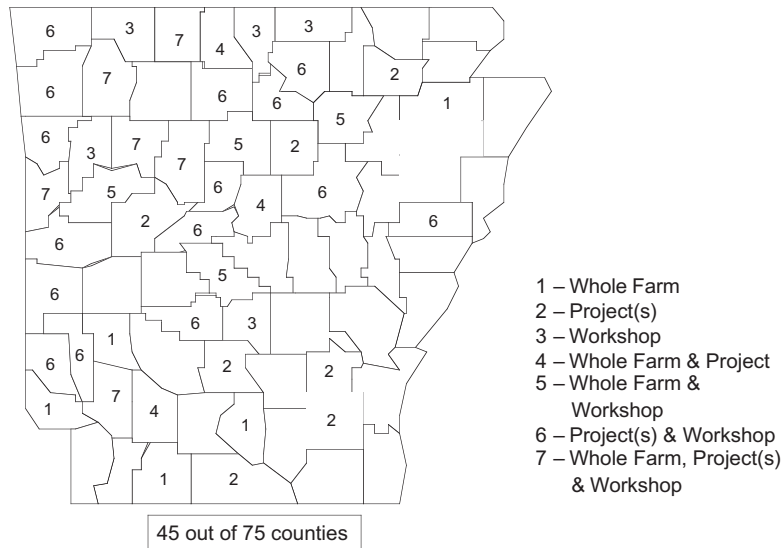 6 3 7 4 3 3
6 7 6 6 6 2 1
5
6 3 7 7 5 2
7 5 6 4 6
2 6 6
6
6 5
6 3
1 2 2
6 6
7 4 1 2
1
1 2
1 – Whole Farm
2 – Project(s)
3 – Workshop
4 – Whole Farm & Project
5 – Whole Farm &
Workshop
6 – Project(s) & Workshop
7 – Whole Farm, Project(s)
& Workshop
45 out of 75 counties